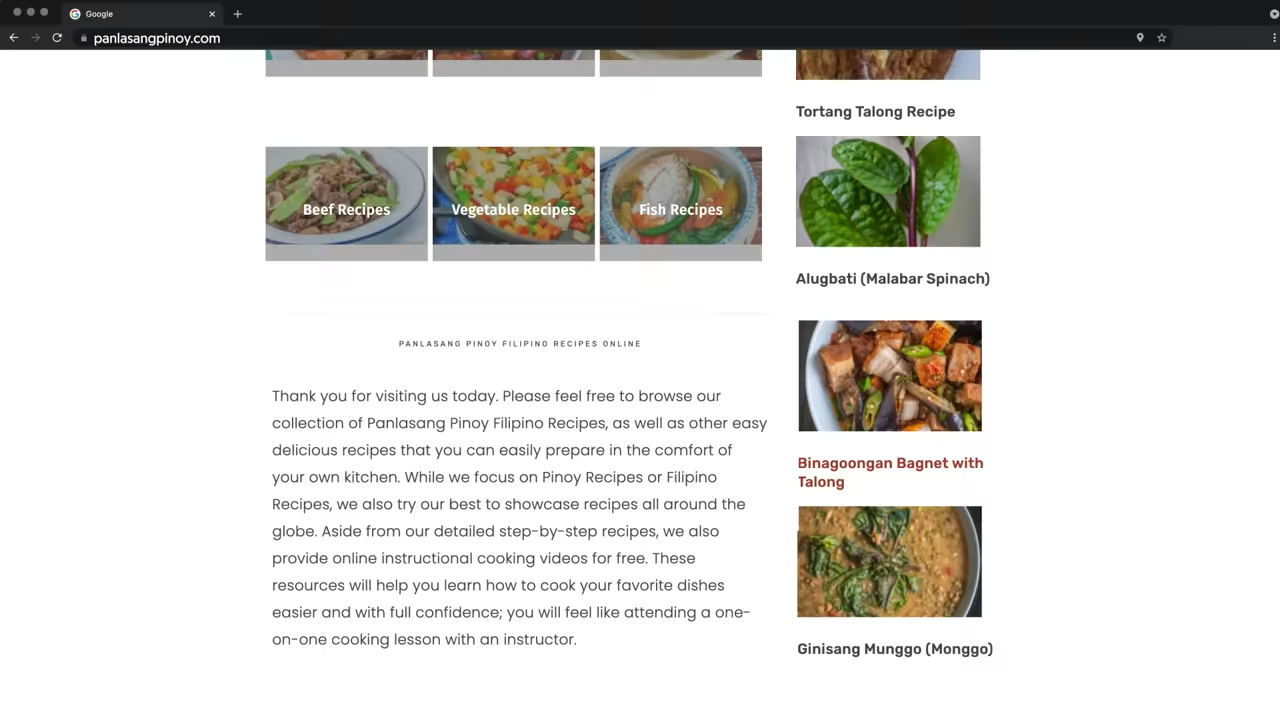 Google
panlasangpinoy.com
Tortang Talong Recipe
Beef Recipes
Vegetable Recipes
Fish Recipes
Alugbati (Malabar Spinach)
PANLASANG PINOY FILIPINO RECIPES ONLINE
Thank you for visiting us today. Please feel free to browse our
collection of Panlasang Pinoy Filipino Recipes, as well as other easy
delicious recipes that you can easily prepare in the comfort of
your own kitchen. While we focus on Pinoy Recipes or Filipino
Recipes, we also try our best to showcase recipes all around the
globe. Aside from our detailed step-by-step recipes, we also
provide online instructional cooking videos for free. These
resources will help you learn how to cook your favorite dishes
easier and with full confidence; you will feel like attending a one-
on-one cooking lesson with an instructor.
Binagoongan Bagnet with
Talong
Ginisang Munggo (Monggo)